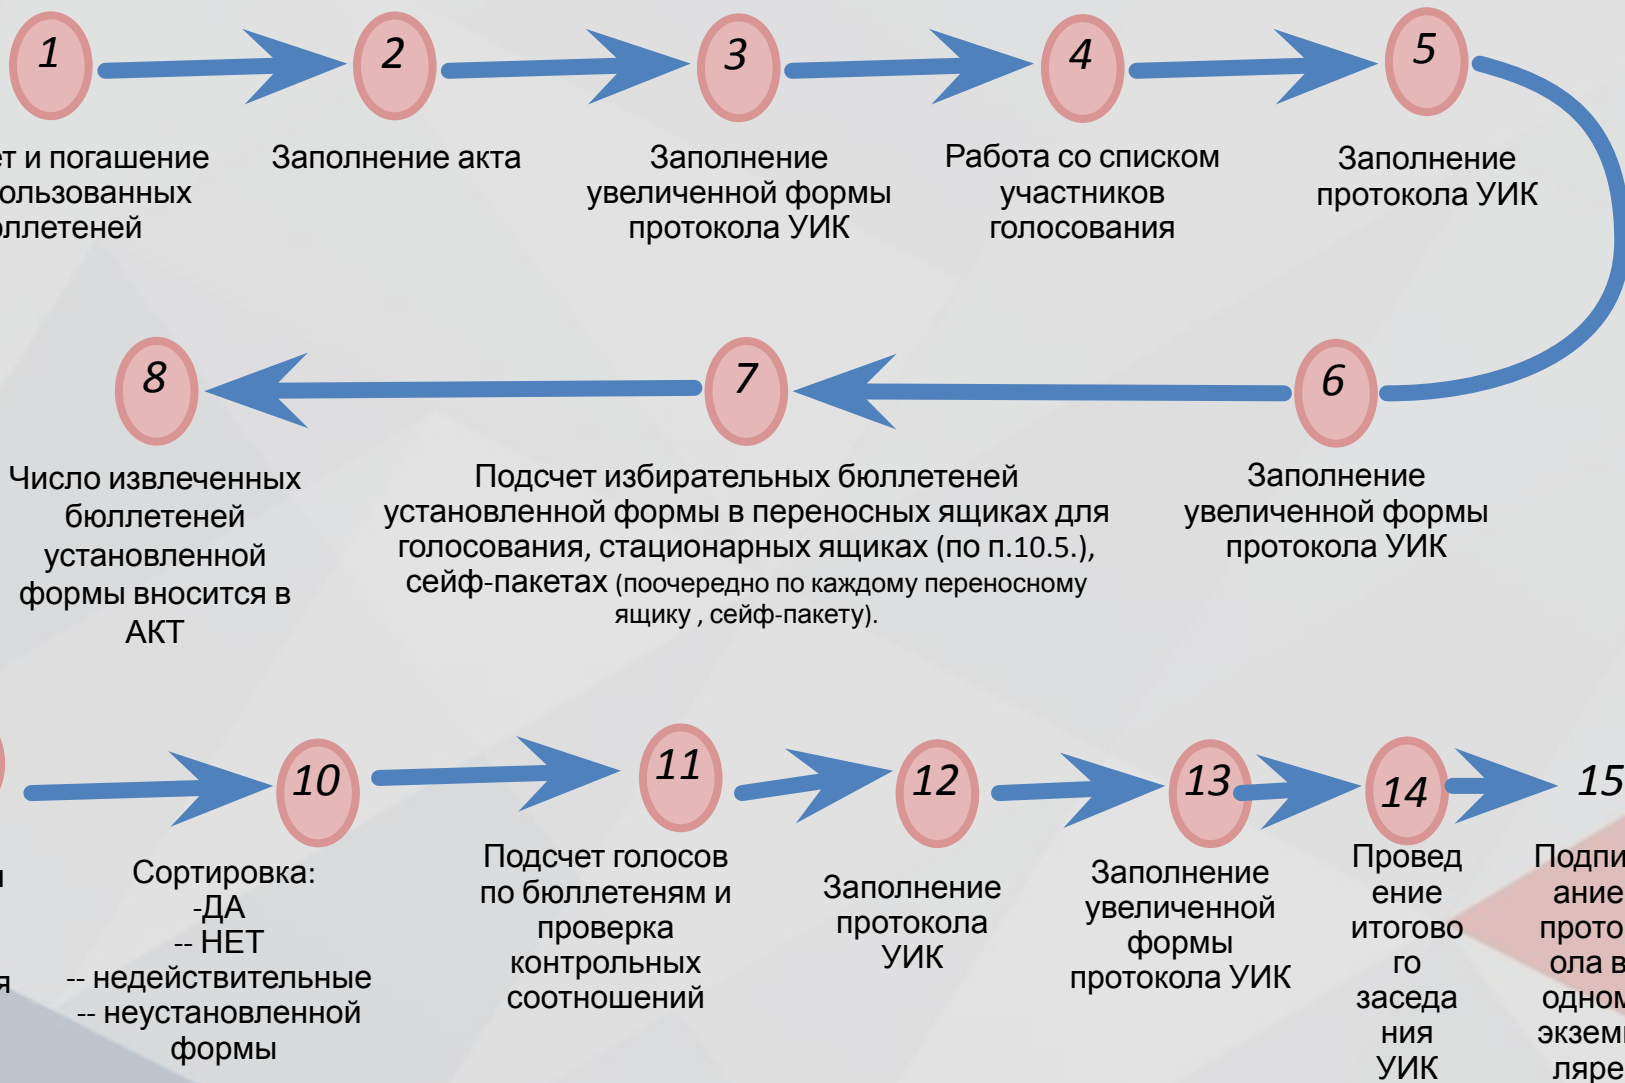 1
2
3
4
5
и погашение
Заполнение акта
Заполнение
увеличенной формы
протокола УИК
Работа со списком
участников
голосования
Заполнение
протокола УИК
8
7
6
Число извлеченных
бюллетеней
установленной
формы вносится в
АКТ
Подсчет избирательных бюллетеней
установленной формы в переносных ящиках для
голосования, стационарных ящиках (по п.10.5.),
сейф-пакетах (поочередно по каждому переносному
ящику , сейф-пакету).
Заполнение
увеличенной формы
протокола УИК
10
11
12
13
14
15
Сортировка:
-ДА
-- НЕТ
-- недействительные
-- неустановленной
формы
Подсчет голосов
по бюллетеням и
проверка
контрольных
соотношений
Заполнение
протокола
УИК
Заполнение
увеличенной
формы
протокола УИК
Провед
ение
итогово
го
заседа
ния
УИК
ание
ола в
одном
экземп
ляре